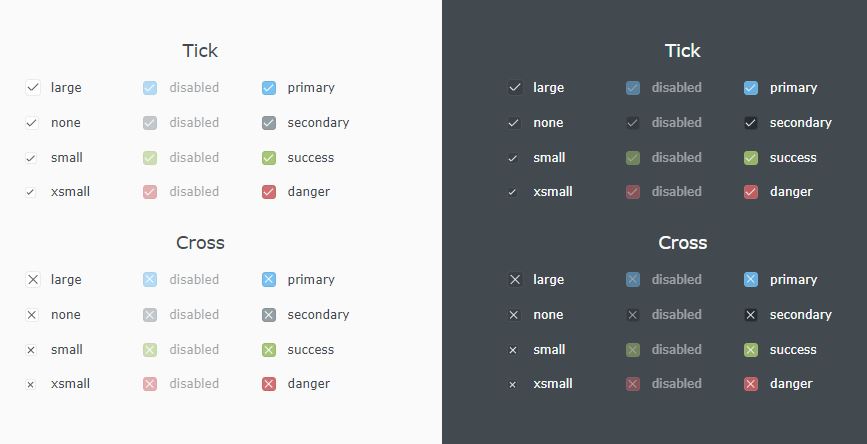 Tick
large disabled primary
none disabled secondary
small disabled success
xsmall disabled danger
Cross
large disabled primary
none disabled secondary
small disabled success
xsmall disabled danger
Tick
large disabled primary
none disabled secondary
small disabled success
xsmall disabled danger
Cross
large disabled primary
none disabled secondary
small disabled success
xsmall disabled danger